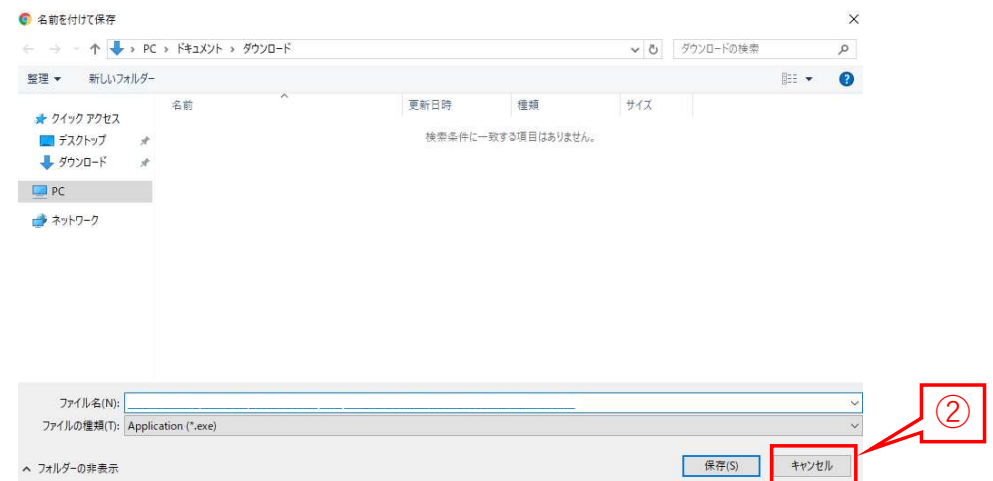 名前を付けて保存
PC › ドキュメント › ダウンロード
ダウンロードの検索
整理 新しいフォルダー
名前 更新日時 種類 サイズ
検索条件に一致する項目はありません。
クイック アクセス
デスクトップ
ダウンロード
PC
ネットワーク
ファイル名(N):
ファイルの種類(T): Application (*.exe)
②
フォルダーの非表示
保存(S) キャンセル